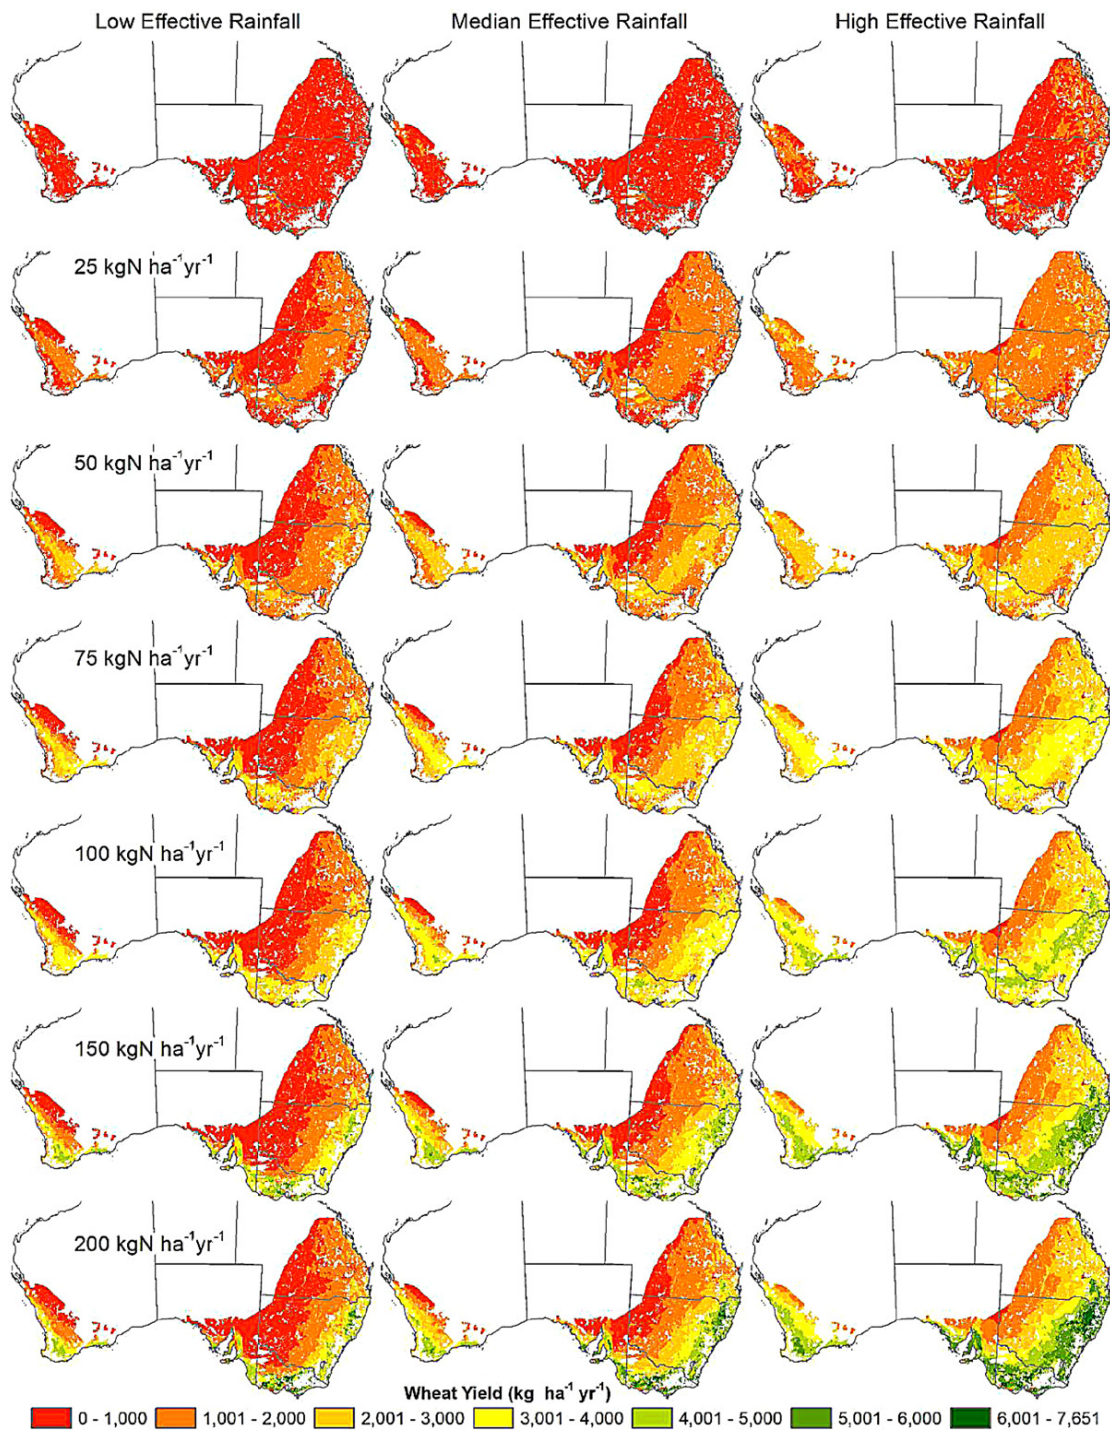 Low Effective Rainfall Median Effective Rainfall High Effective Rainfall
25 kgN ha⁻¹yr⁻¹
50 kgN ha⁻¹yr⁻¹
75 kgN ha⁻¹yr⁻¹
100 kgN ha⁻¹yr⁻¹
150 kgN ha⁻¹yr⁻¹
200 kgN ha⁻¹yr⁻¹
Wheat Yield (kg ha⁻¹ yr⁻¹)
0 - 1,000 1,001 - 2,000 2,001 - 3,000 3,001 - 4,000 4,001 - 5,000 5,001 - 6,000 6,001 - 7,651